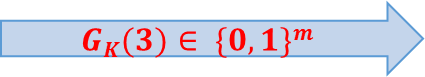 G_K(3) ∈ {0,1}^m